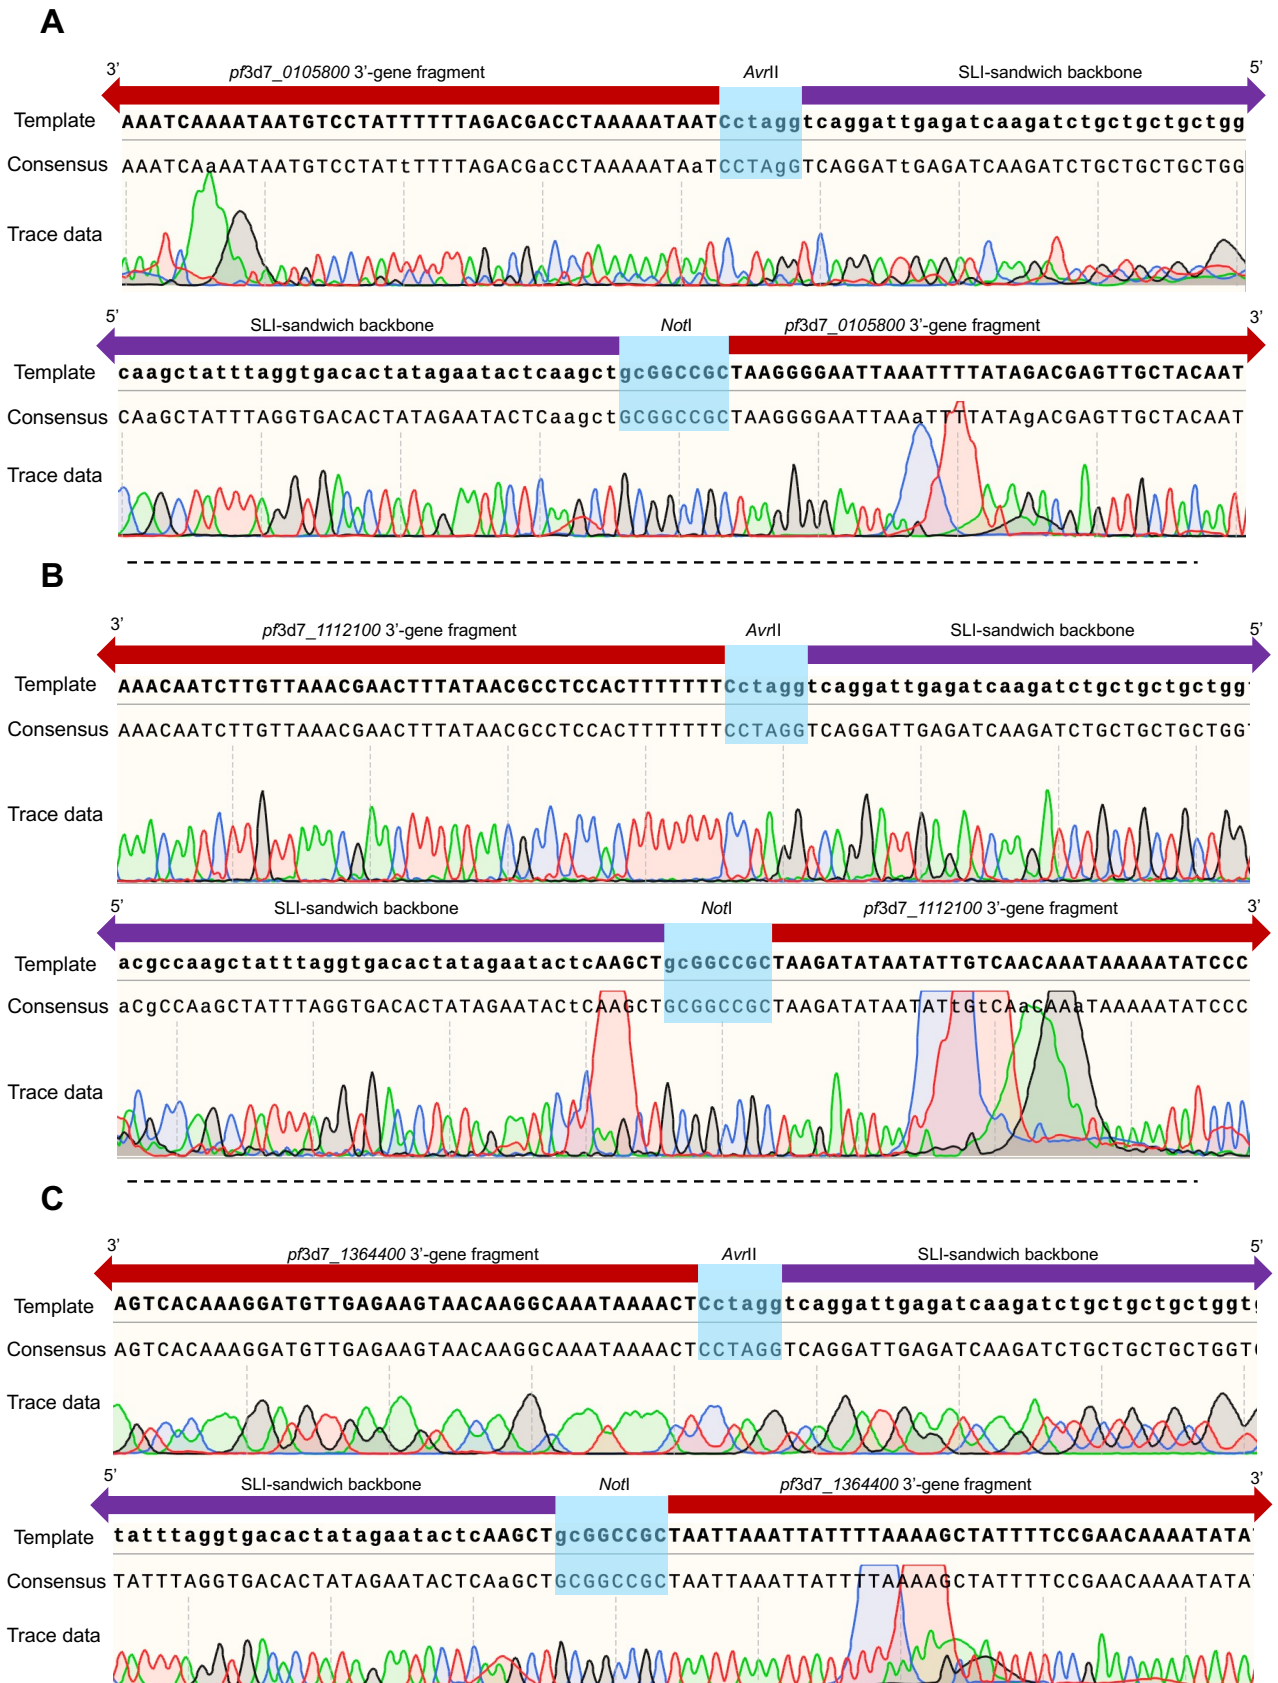 A
3' pf3d7_0105800 3'-gene fragment AvrII SLI-sandwich backbone 5'
Template AAATCAAAATAATGTCCTATTTTTTAGACGACCTAAAAATAATCctaggtcaggattgagatcaagatctgctgctgctgg
Consensus AAATCAaAATAATGTCCTATtTTTTAGACGaCCTAAAAATAaTCCTAgGTCAGGATtGAGATCAAGATCTGCTGCTGCTGG
Trace data
5' SLI-sandwich backbone NotI pf3d7_0105800 3'-gene fragment 3'
Template caagctatttaggtgacactatagaatactcaagctgcGGCCGCTAAGGGGAATTAAATTTTATAGACGAGTTGCTACAAT
Consensus CAaGCTATTTAGGTGACACTATAGAATACTCaagctGCGGCCGCTAAGGGGAATTAAaTTTTATAgACGAGTTGCTACAAT
Trace data
B
3' pf3d7_1112100 3'-gene fragment AvrII SLI-sandwich backbone 5'
Template AAACAATCTTGTTAAACGAACTTTATAACGCCTCCACTTTTTTTCctaggtcaggattgagatcaagatctgctgctgctgg
Consensus AAACAATCTTGTTAAACGAACTTTATAACGCCTCCACTTTTTTTCCTAGGTCAGGATTGAGATCAAGATCTGCTGCTGCTGG
Trace data
5' SLI-sandwich backbone NotI pf3d7_1112100 3'-gene fragment 3'
Template acgccaagctatttaggtgacactatagaatactcAAGCTgcGGCCGCTAAGATATAATATTGTCAACAAATAAAAATATCCC
Consensus aCgCCAaGCTATTTAGGTGACACTATAGAATACtCAAGCTGCGGCCGCTAAGATATAATATtGtCAacAAaTAAAAATATCCC
Trace data
C
3' pf3d7_1364400 3'-gene fragment AvrII SLI-sandwich backbone 5'
Template AGTCACAAAGGATGTTGAGAAGTAACAAGGCAAATAAAACTCctaggtcaggattgagatcaagatctgctgctgctggt
Consensus AGTCACAAAGGATGTTGAGAAGTAACAAGGCAAATAAAACTCCTAGGTCAGGATTGAGATCAAGATCTGCTGCTGCTGGT
Trace data
5' SLI-sandwich backbone NotI pf3d7_1364400 3'-gene fragment 3'
Template tatttaggtgacactatagaatactcAAGCTgcGGCCGCTAATTAAATTATTTTAAAAGCTATTTTCCGAACAAAATATA
Consensus TATTTAGGTGACACTATAGAATACTCAaGCTGCGGCCGCTAATTAAATTATTTTAAAAGCTATTTTCCGAACAAAATATA
Trace data